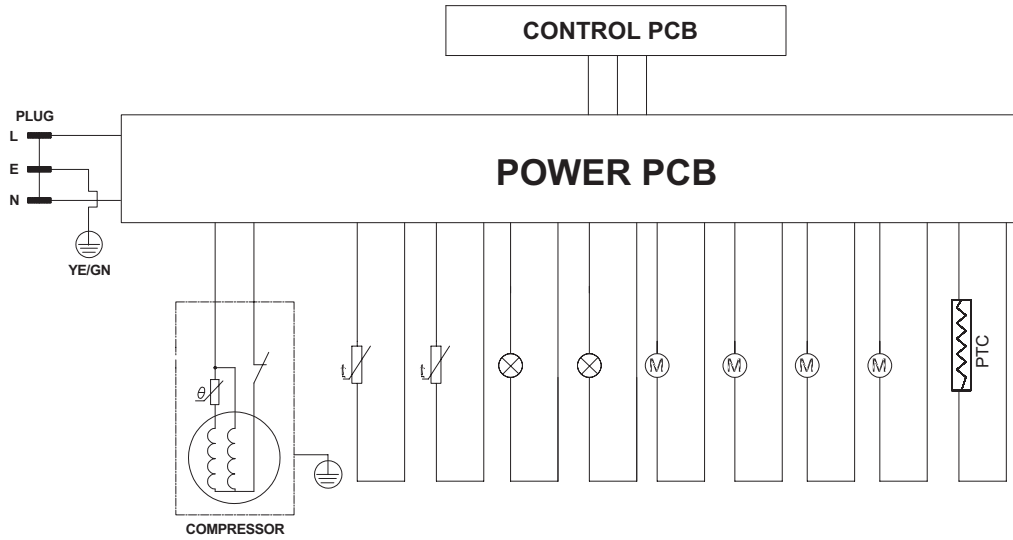 CONTROL PCB
PLUG
L
POWER PCB
E
N
YE/GN
PTC
θ
t
t
M
M
M
M
COMPRESSOR